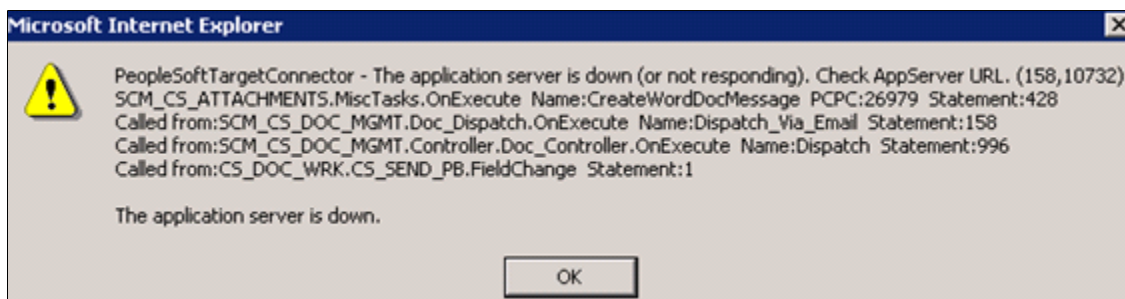 Microsoft Internet Explorer
PeopleSoftTargetConnector - The application server is down (or not responding). Check AppServer URL. (158,10732)
SCM_CS_ATTACHMENTS.MiscTasks.OnExecute Name:CreateWordDocMessage PCPC:26979 Statement:428
Called from:SCM_CS_DOC_MGMT.Doc_Dispatch.OnExecute Name:Dispatch_Via_Email Statement:158
Called from:SCM_CS_DOC_MGMT.Controller.Doc_Controller.OnExecute Name:Dispatch Statement:996
Called from:CS_DOC_WRK.CS_SEND_PB.FieldChange Statement:1
The application server is down.
OK